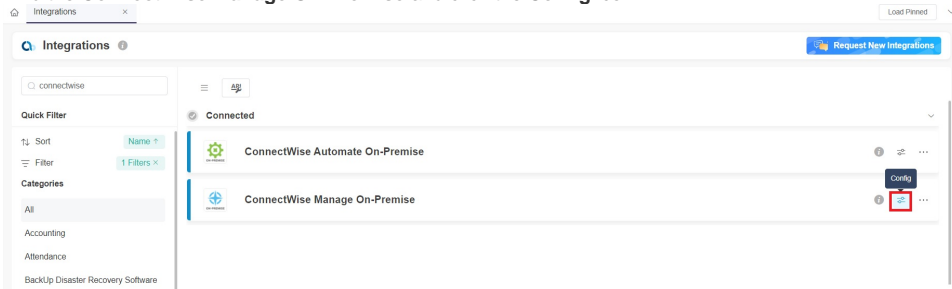 Integrations ×
Load Pinned
Integrations
Request New Integrations
connectwise
Quick Filter
Connected
Sort Name ↑
ConnectWise Automate On-Premise
Filter 1 Filters ×
Categories
Config
ConnectWise Manage On-Premise
All
Accounting
Attendance
BackUp Disaster Recovery Software